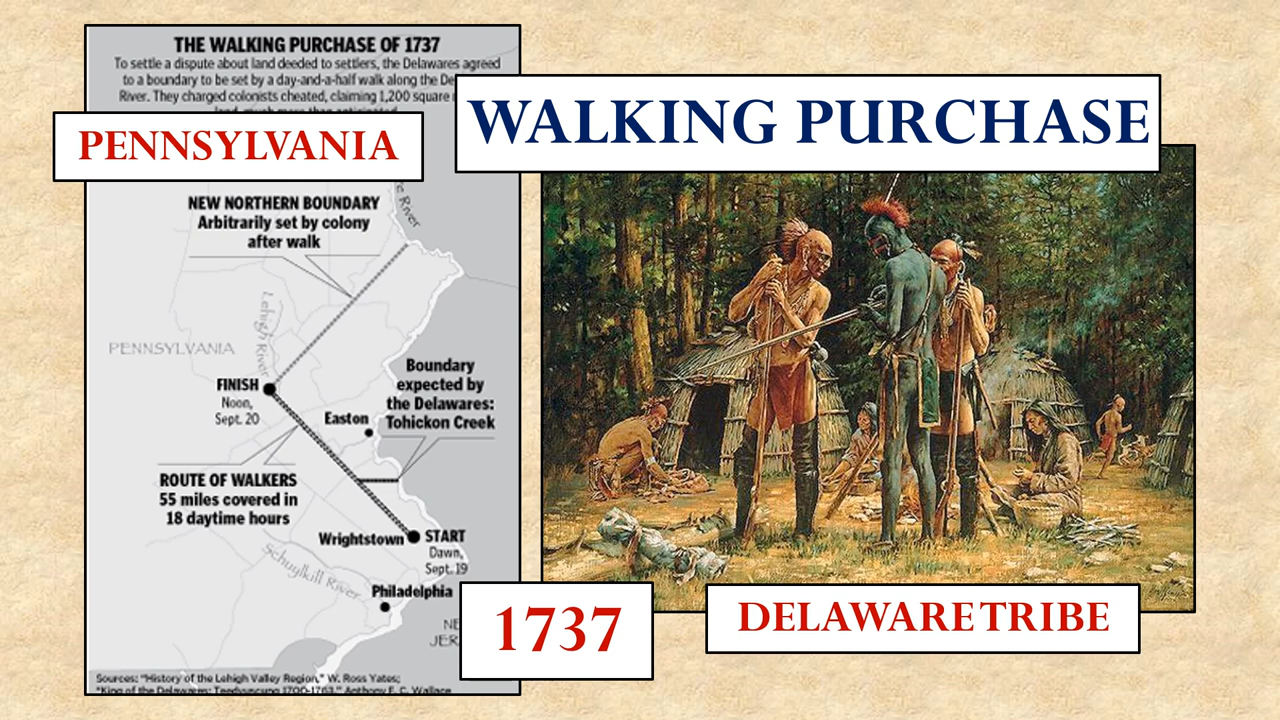 THE WALKING PURCHASE OF 1737
To settle a dispute about land deeded to settlers, the Delawares agreed
to a boundary to be set by a day-and-a-half walk along the De
River. They charged colonists cheated, claiming 1,200 square
WALKING PURCHASE
PENNSYLVANIA
River
NEW NORTHERN BOUNDARY
Arbitrarily set by colony
after walk
Lehigh River
PENNSYLVANIA
Boundary
expected by
the Delawares:
Tohickon Creek
FINISH
Noon,
Sept. 20
Easton
ROUTE OF WALKERS
55 miles covered in
18 daytime hours
Wrightstown
START
Dawn,
Sept. 19
Schuylkill River
Philadelphia
NE
JER
1737
DELAWARE TRIBE
Sources: "History of the Lehigh Valley Region," W. Ross Yates;
"King of the Delawares: Teedyuscung 1700-1763," Anthony F. C. Wallace